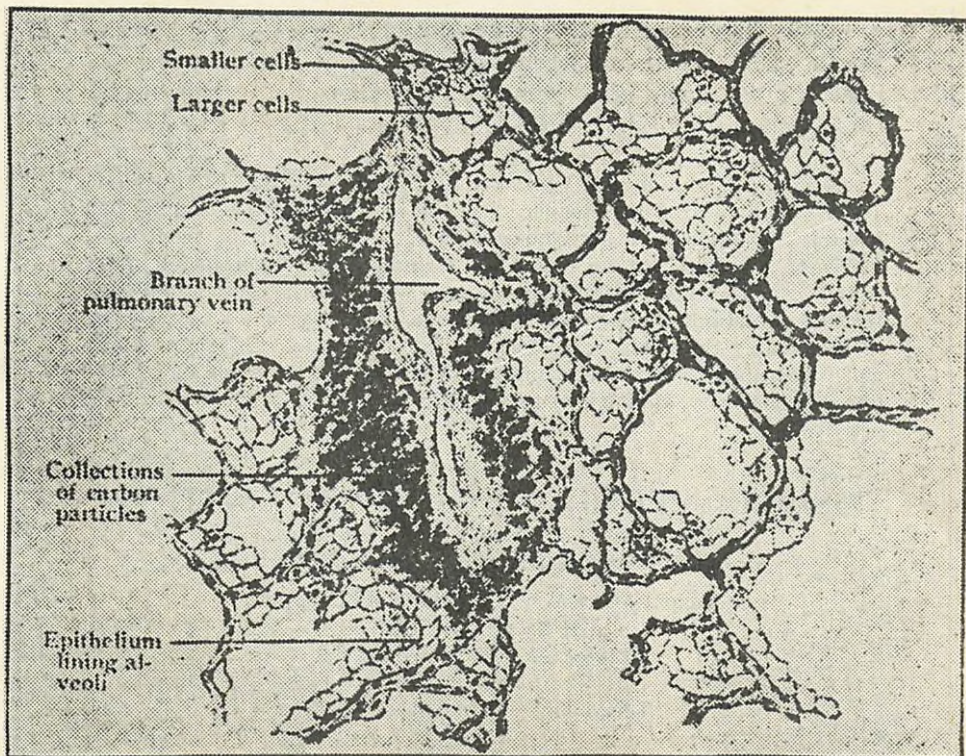 Smaller cells
Larger cells
Branch of
pulmonary vein
Collections
of carbon
particles
Epithelium
lining al-
veoli